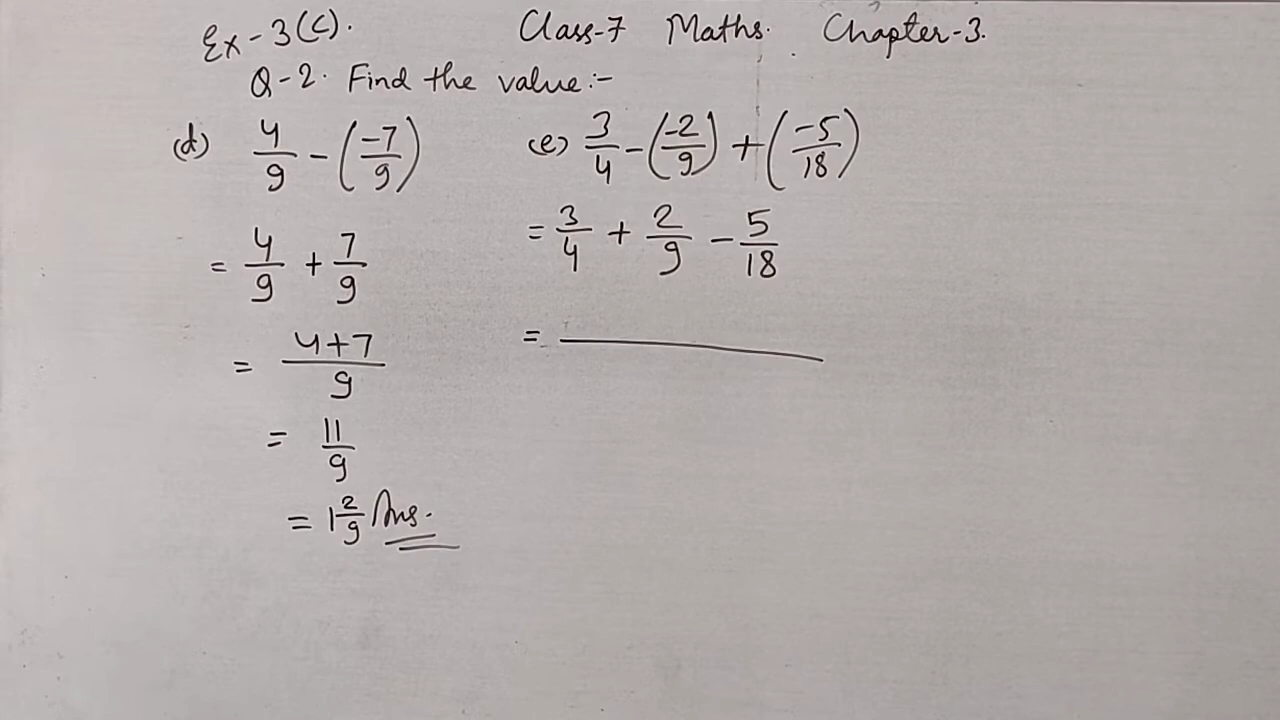 Ex - 3(c).
Class-7 Maths. Chapter-3.
Q-2. Find the value:-
(d) 4/9 - (-7/9)
= 4/9 + 7/9
= 4+7/9
= 11/9
= 1 2/9 Ans.
(e) 3/4 - (-2/9) + (-5/18)
= 3/4 + 2/9 - 5/18
=